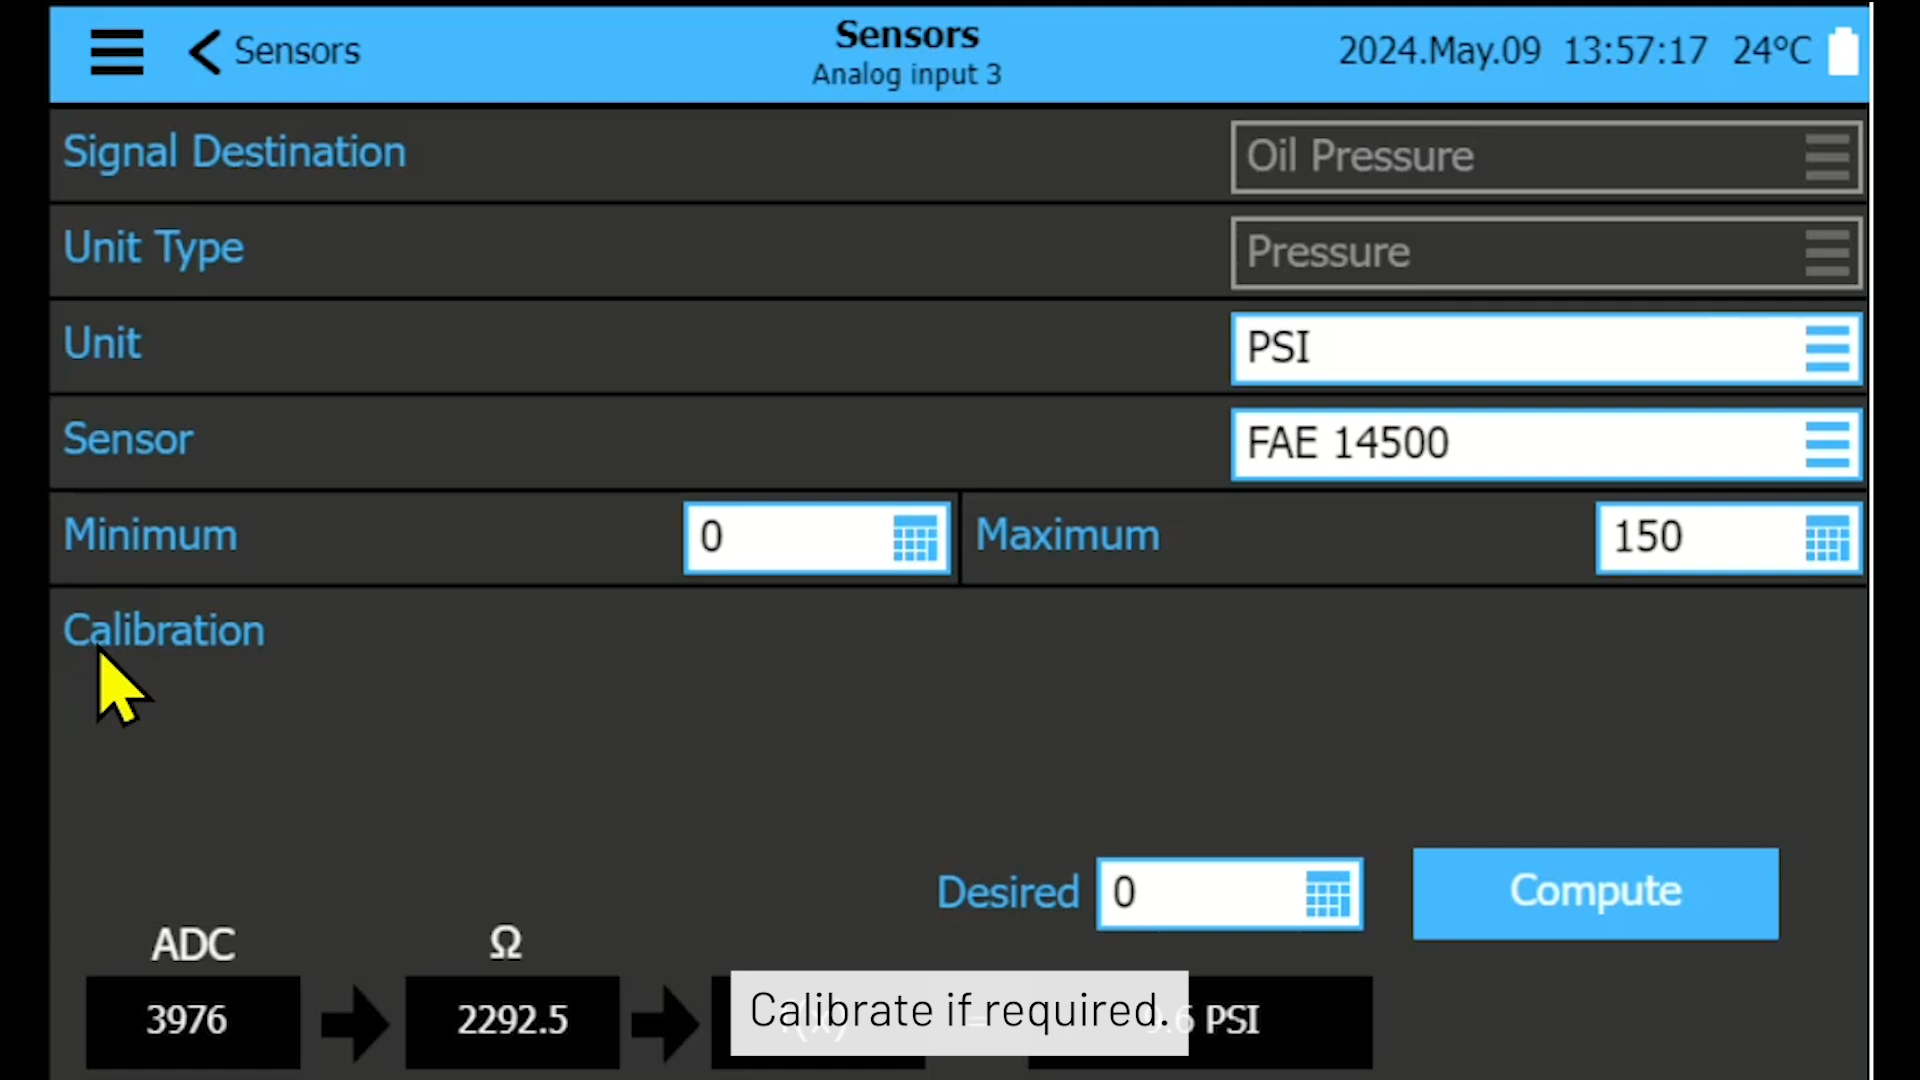 Sensors
Sensors
Analog input 3
2024.May.09 13:57:17 24°C
Signal Destination
Oil Pressure
Unit Type
Pressure
Unit
PSI
Sensor
FAE 14500
Minimum
0
Maximum
150
Calibration
Desired
0
Compute
ADC
Ω
3976
2292.5
PSI
Calibrate if required.